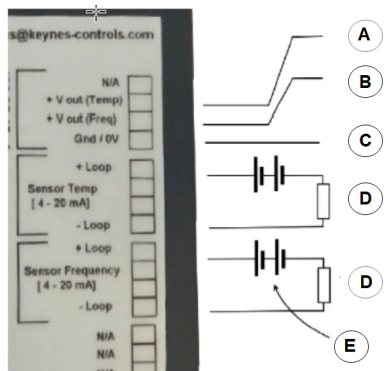 s@keynes-controls.com
N/A
+ V out (Temp)
+ V out (Freq)
Gnd / 0V
+ Loop
Sensor Temp
[ 4 - 20 mA]
- Loop
+ Loop
Sensor Frequency
[ 4 - 20 mA]
- Loop
N/A
N/A
A
B
C
D
D
E